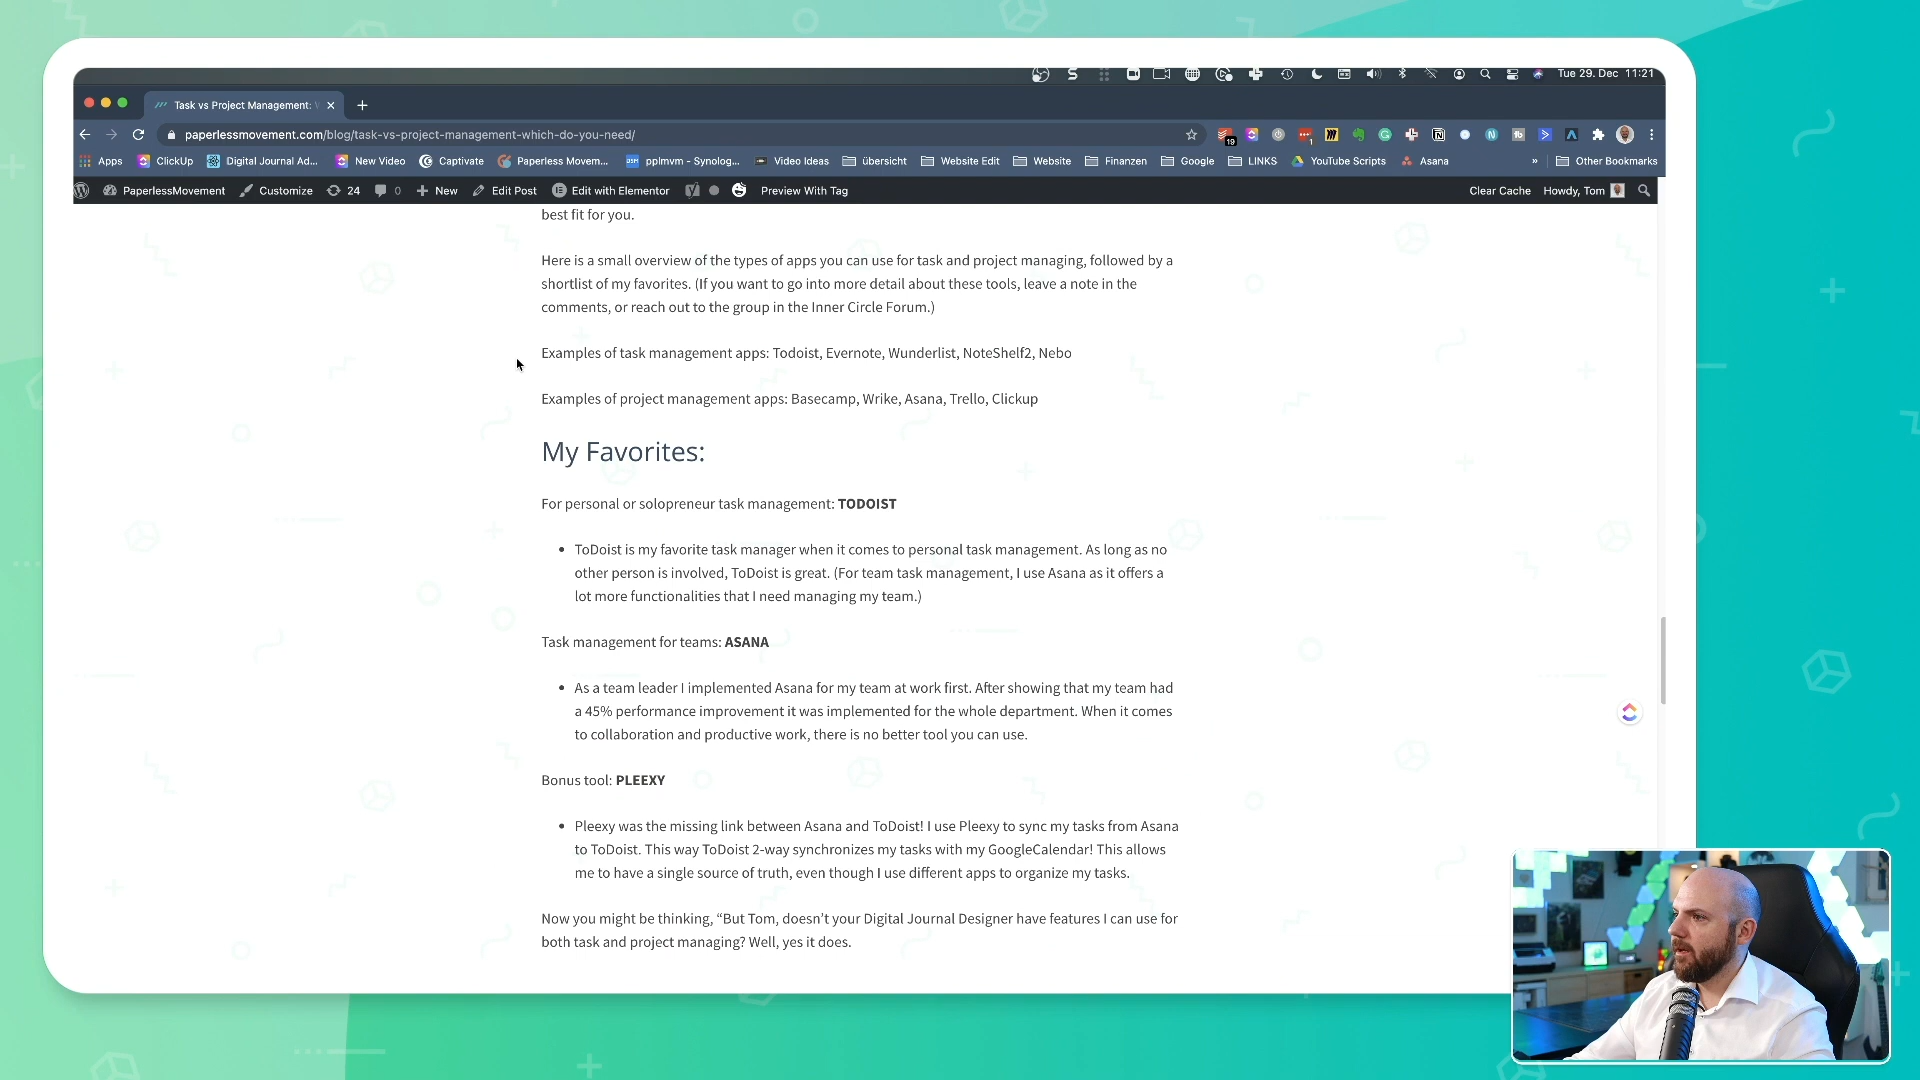 Tue 29. Dec 11:21
Task vs Project Management:
paperlessmovement.com/blog/task-vs-project-management-which-do-you-need/
19
1
Apps
ClickUp
Digital Journal Ad...
New Video
Captivate
Paperless Movem...
pplmvm - Synolog...
Video Ideas
übersicht
Website Edit
Website
Finanzen
Google
LINKS
YouTube Scripts
Asana
»
Other Bookmarks
PaperlessMovement
Customize
24
0
New
Edit Post
Edit with Elementor
Preview With Tag
Clear Cache
Howdy, Tom
best fit for you.
Here is a small overview of the types of apps you can use for task and project managing, followed by a
shortlist of my favorites. (If you want to go into more detail about these tools, leave a note in the
comments, or reach out to the group in the Inner Circle Forum.)
Examples of task management apps: Todoist, Evernote, Wunderlist, NoteShelf2, Nebo
Examples of project management apps: Basecamp, Wrike, Asana, Trello, Clickup
My Favorites:
For personal or solopreneur task management: TODOIST
• ToDoist is my favorite task manager when it comes to personal task management. As long as no
other person is involved, ToDoist is great. (For team task management, I use Asana as it offers a
lot more functionalities that I need managing my team.)
Task management for teams: ASANA
• As a team leader I implemented Asana for my team at work first. After showing that my team had
a 45% performance improvement it was implemented for the whole department. When it comes
to collaboration and productive work, there is no better tool you can use.
Bonus tool: PLEEXY
• Pleexy was the missing link between Asana and ToDoist! I use Pleexy to sync my tasks from Asana
to ToDoist. This way ToDoist 2-way synchronizes my tasks with my GoogleCalendar! This allows
me to have a single source of truth, even though I use different apps to organize my tasks.
Now you might be thinking, “But Tom, doesn’t your Digital Journal Designer have features I can use for
both task and project managing? Well, yes it does.